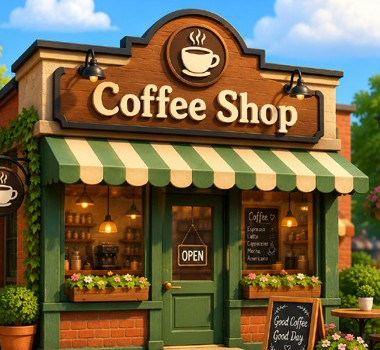 Coffee Shop
OPEN
Coffee
Espresso
Latte
Cappuccino
Mocha
Americano
Good Coffee
Good Day